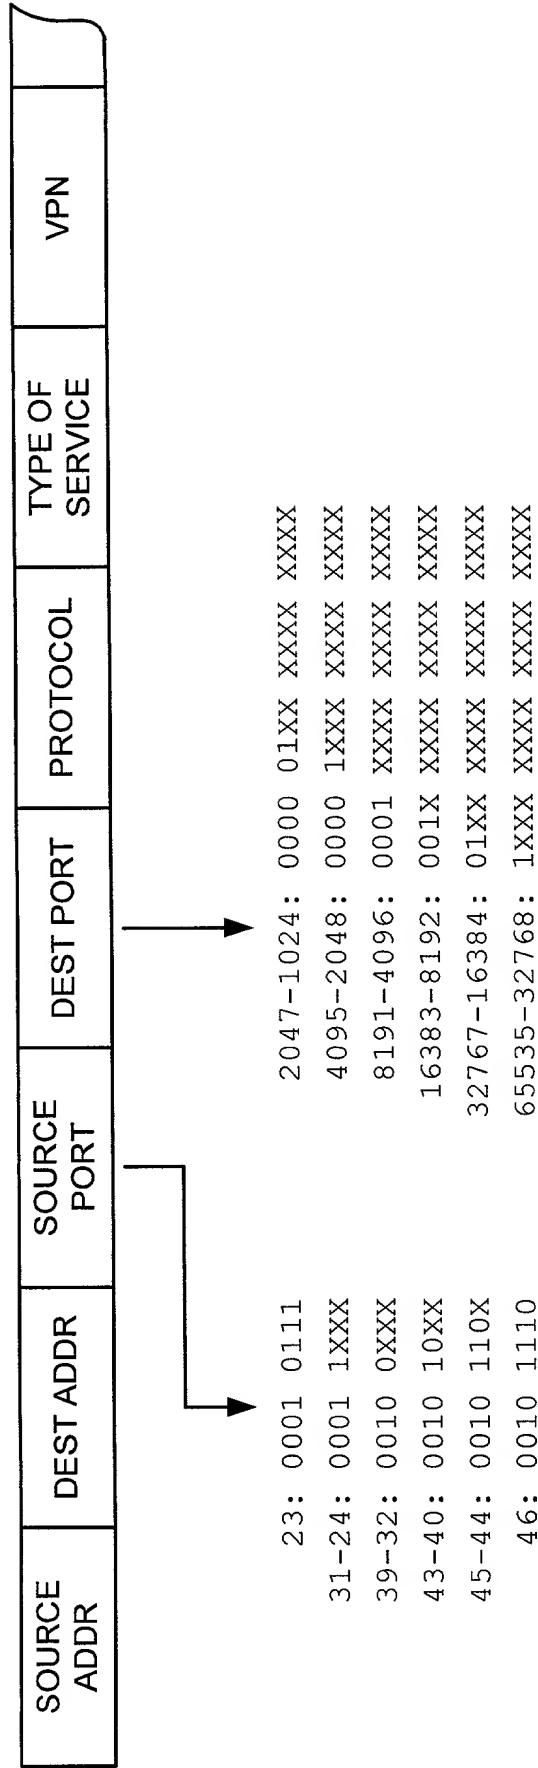 SOURCE
ADDR
DEST ADDR
SOURCE
PORT
DEST PORT
PROTOCOL
TYPE OF
SERVICE
VPN
23: 0001 0111
31-24: 0001 1XXX
39-32: 0010 0XXX
43-40: 0010 10XX
45-44: 0010 110X
46: 0010 1110
2047-1024: 0000 01XX XXXX XXXX
4095-2048: 0000 1XXX XXXX XXXX
8191-4096: 0001 XXXX XXXX XXXX
16383-8192: 001X XXXX XXXX XXXX
32767-16384: 01XX XXXX XXXX XXXX
65535-32768: 1XXX XXXX XXXX XXXX